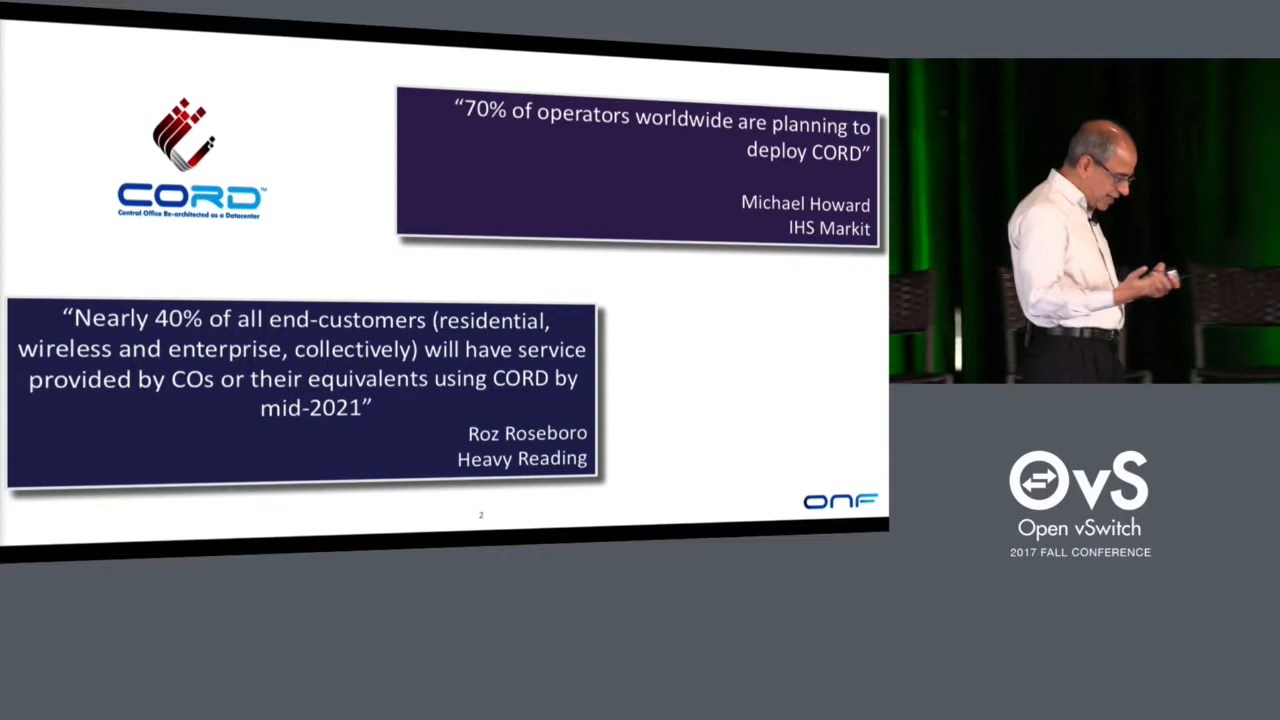 CORD™
Central Office Re-architected as a Datacenter
“70% of operators worldwide are planning to
deploy CORD”
Michael Howard
IHS Markit
“Nearly 40% of all end-customers (residential,
wireless and enterprise, collectively) will have service
provided by COs or their equivalents using CORD by
mid-2021”
Roz Roseboro
Heavy Reading
2
ONF
OvS
Open vSwitch
2017 FALL CONFERENCE